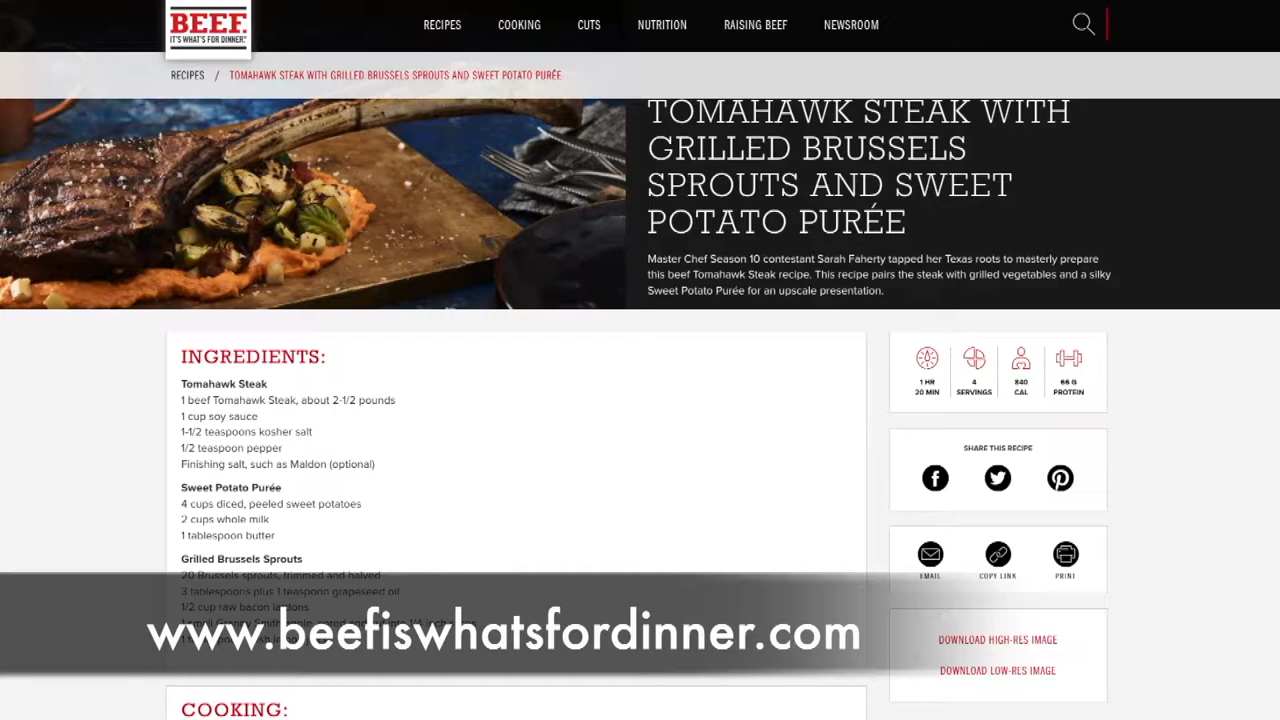 BEEF.
IT'S WHAT'S FOR DINNER.
RECIPES COOKING CUTS NUTRITION RAISING BEEF NEWSROOM
RECIPES / TOMAHAWK STEAK WITH GRILLED BRUSSELS SPROUTS AND SWEET POTATO PURÉE
TOMAHAWK STEAK WITH
GRILLED BRUSSELS
SPROUTS AND SWEET
POTATO PURÉE
Master Chef Season 10 contestant Sarah Faherty tapped her Texas roots to masterly prepare
this beef Tomahawk Steak recipe. This recipe pairs the steak with grilled vegetables and a silky
Sweet Potato Purée for an upscale presentation.
INGREDIENTS:
Tomahawk Steak
1 beef Tomahawk Steak, about 2-1/2 pounds
1 cup soy sauce
1-1/2 teaspoons kosher salt
1/2 teaspoon pepper
Finishing salt, such as Maldon (optional)
Sweet Potato Purée
4 cups diced, peeled sweet potatoes
2 cups whole milk
1 tablespoon butter
Grilled Brussels Sprouts
20 Brussels sprouts, trimmed and halved
3 tablespoons plus 1 teaspoon grapeseed oil
1/2 cup raw bacon lardons
www.beefiswhatsfordinner.com
COOKING:
1 HR
20 MIN
4
SERVINGS
840
CAL
66 G
PROTEIN
SHARE THIS RECIPE
EMAIL COPY LINK PRINT
DOWNLOAD HIGH-RES IMAGE
DOWNLOAD LOW-RES IMAGE